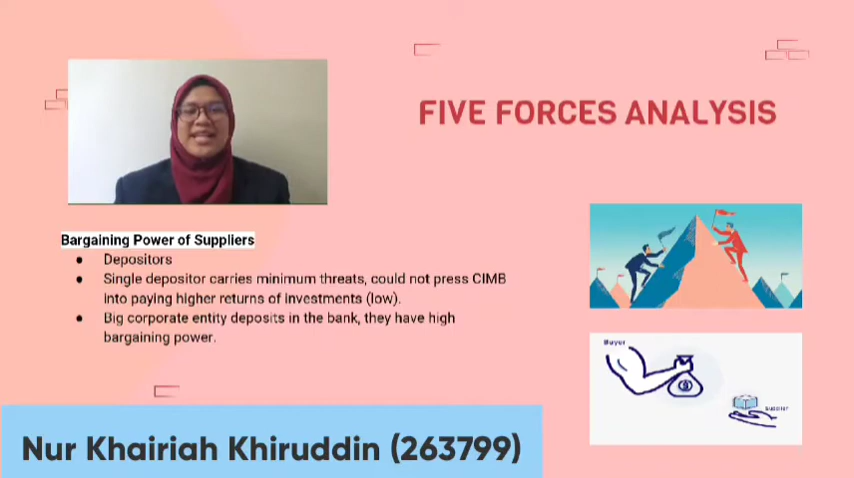 FIVE FORCES ANALYSIS
Bargaining Power of Suppliers
● Depositors
● Single depositor carries minimum threats, could not press CIMB
into paying higher returns of investments (low).
● Big corporate entity deposits in the bank, they have high
bargaining power.
Buyer
Supplier
Nur Khairiah Khiruddin (263799)